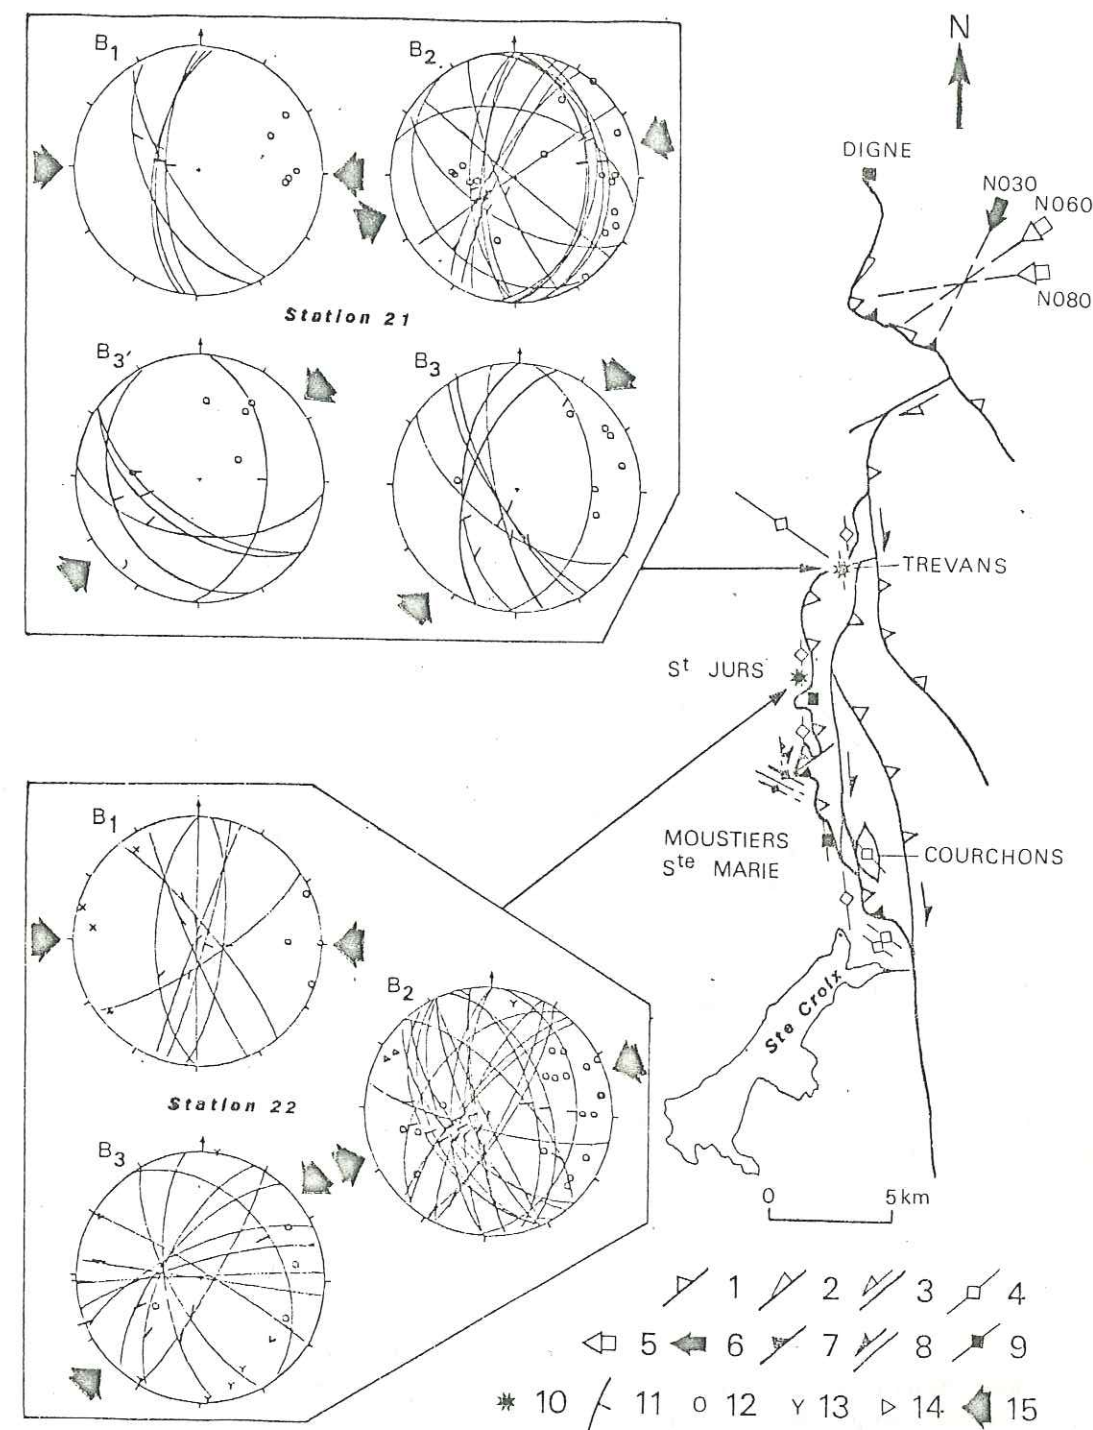 B1
B2
Station 21
B3'
B3
N
DIGNE
N030
N060
N080
TREVANS
St JURS
MOUSTIERS
Ste MARIE
COURCHONS
Ste Croix
B1
B2
Station 22
B3
0 5 km
1 2 3 4
5 6 7 8 9
10 11 12 13 14 15